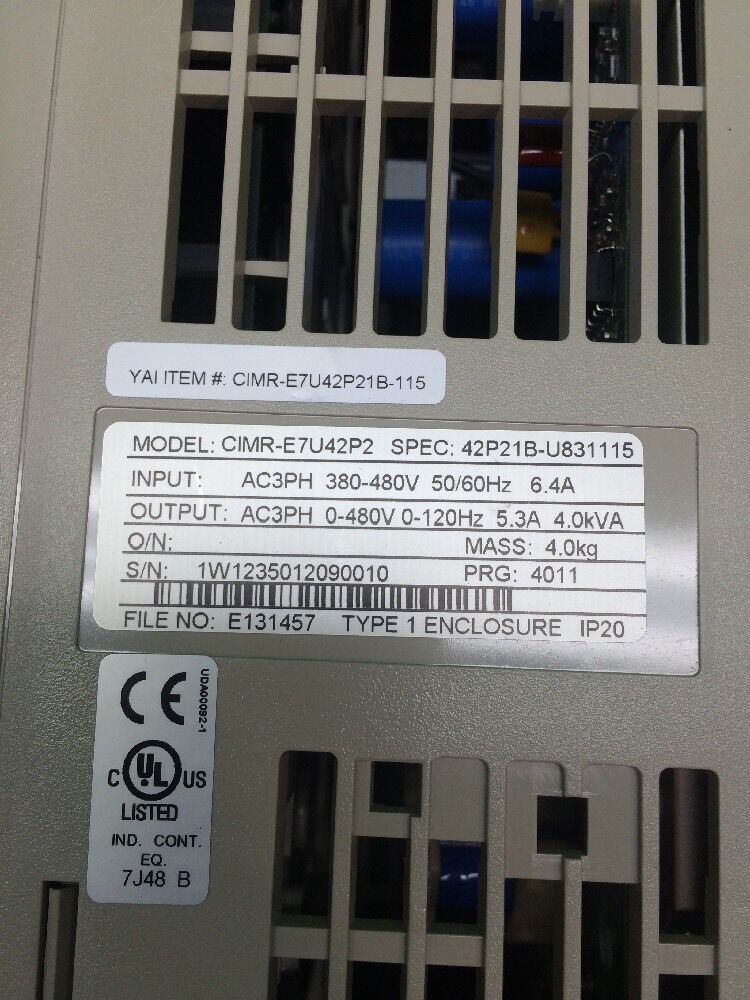 YAI ITEM #: CIMR-E7U42P21B-115
MODEL: CIMR-E7U42P2 SPEC: 42P21B-U831115
INPUT: AC3PH 380-480V 50/60Hz 6.4A
OUTPUT: AC3PH 0-480V 0-120Hz 5.3A 4.0kVA
O/N: MASS: 4.0kg
S/N: 1W1235012090010 PRG: 4011
FILE NO: E131457 TYPE 1 ENCLOSURE IP20
CE
UDA00092-1
C UL US
LISTED
IND. CONT.
EQ.
7J48 B